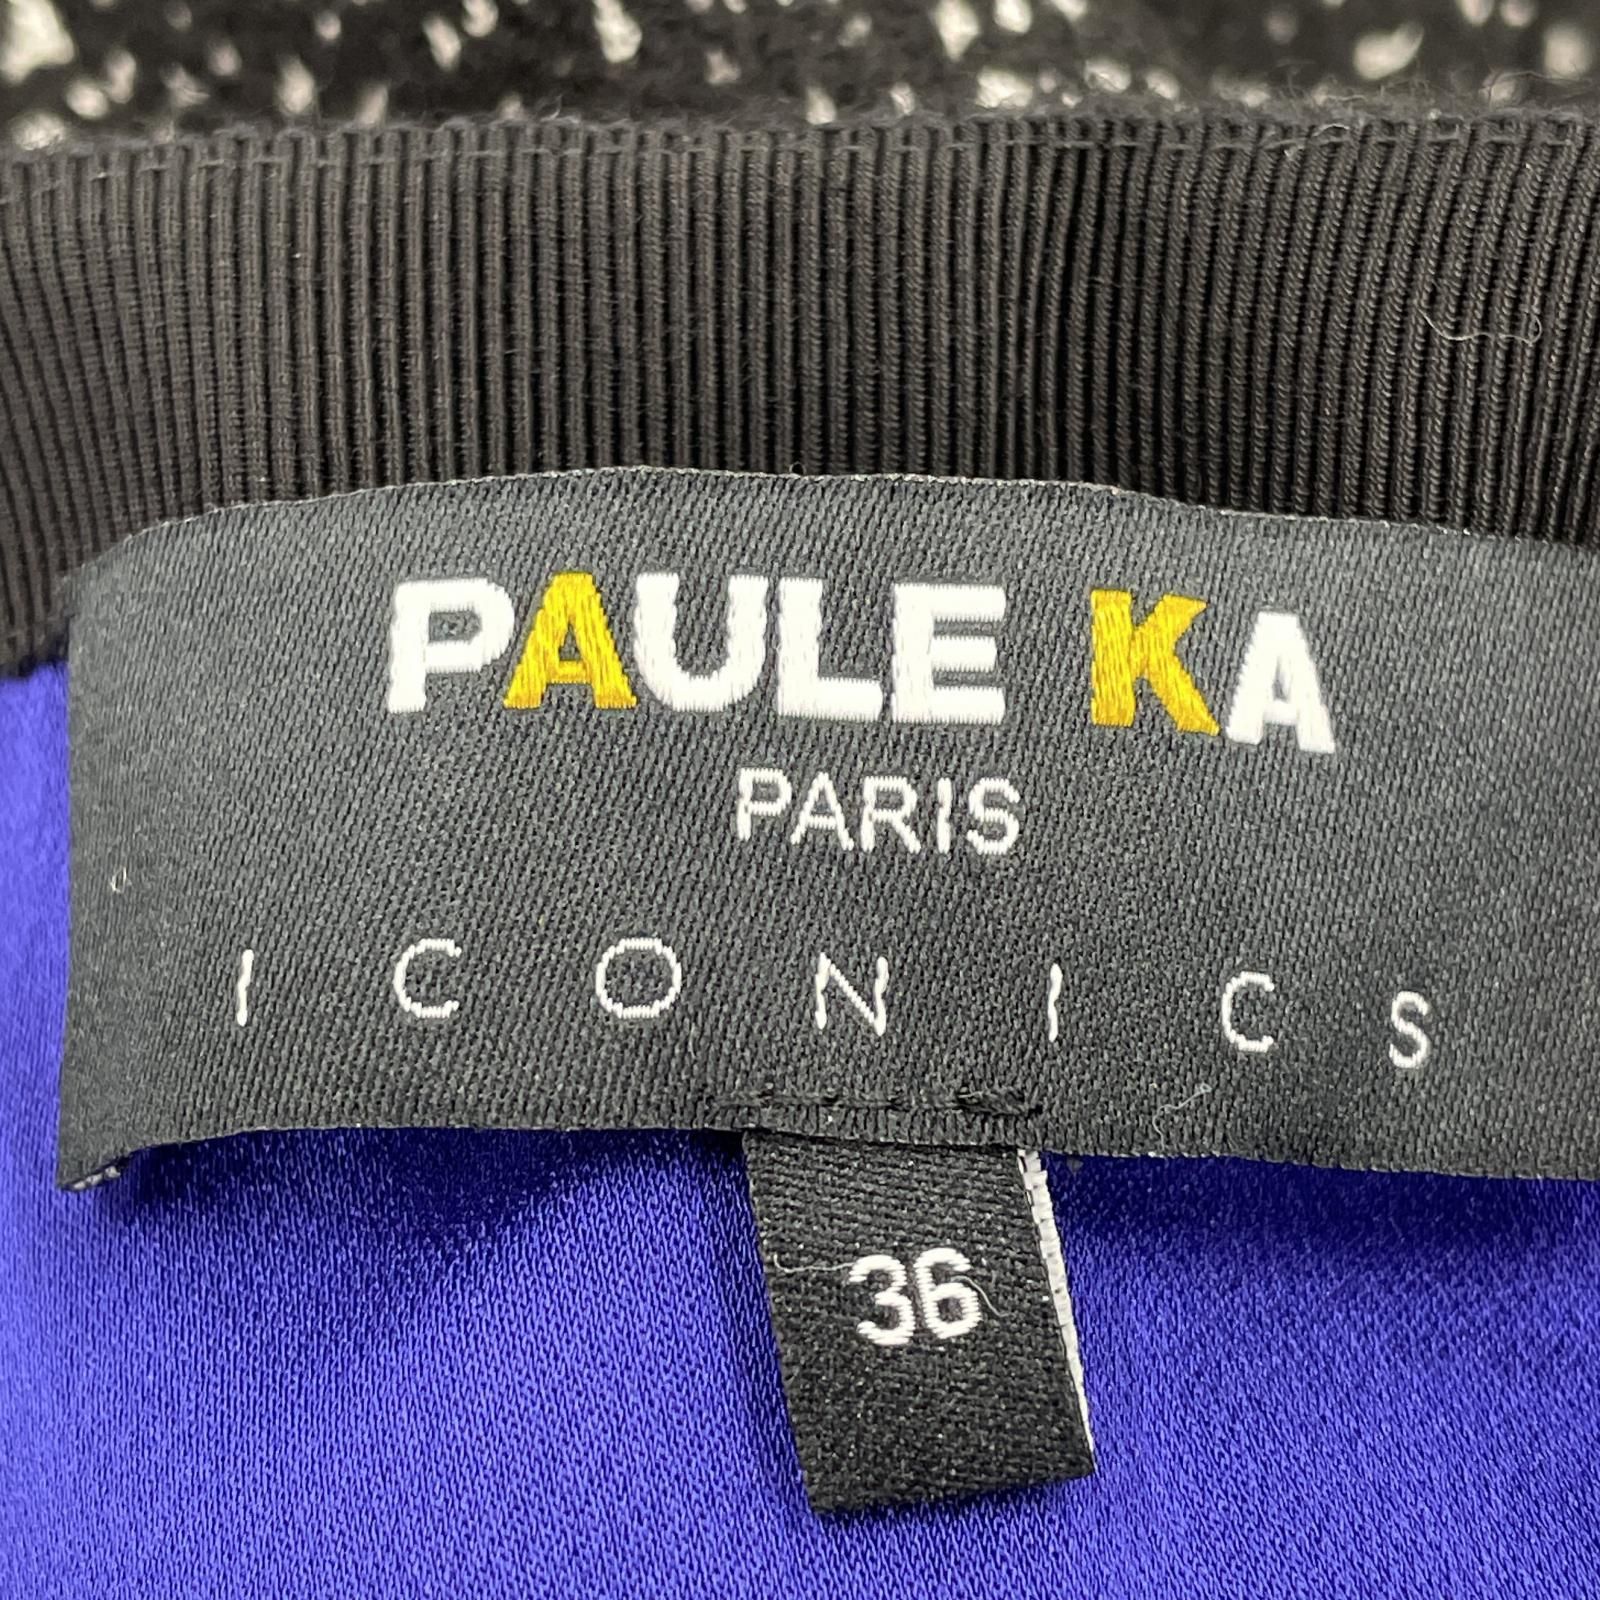 PAULE KA
PARIS
ICONICS
36